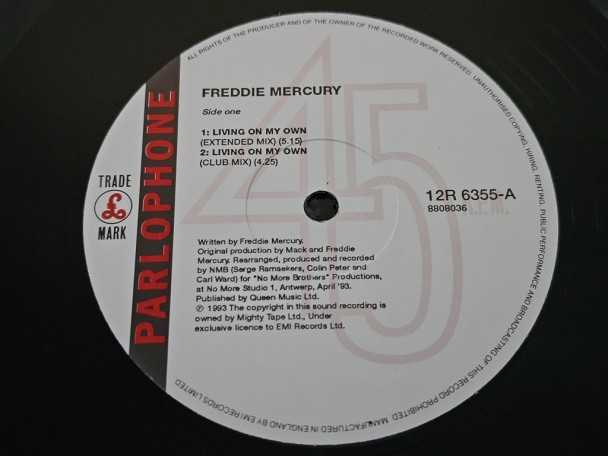 ALL RIGHTS OF THE PRODUCER AND OF THE OWNER OF THE RECORDED WORK RESERVED. UNAUTHORISED COPYING, HIRING, RENTING, PUBLIC PERFORMANCE AND BROADCASTING OF THIS RECORD PROHIBITED. MANUFACTURED IN ENGLAND BY EMI RECORDS LIMITED
45
R.P.M.
FREDDIE MERCURY
Side one
1: LIVING ON MY OWN
(EXTENDED MIX) (5.15)
2: LIVING ON MY OWN
(CLUB MIX) (4.25)
TRADE
£
MARK
PARLOPHONE
12R 6355-A
8808036
Written by Freddie Mercury.
Original production by Mack and Freddie
Mercury. Rearranged, produced and recorded
by NMB (Serge Ramaekers, Colin Peter and
Carl Ward) for "No More Brothers" Productions,
at No More Studio 1, Antwerp, April '93.
Published by Queen Music Ltd.
℗ 1993 The copyright in this sound recording is
owned by Mighty Tape Ltd., Under
exclusive licence to EMI Records Ltd.